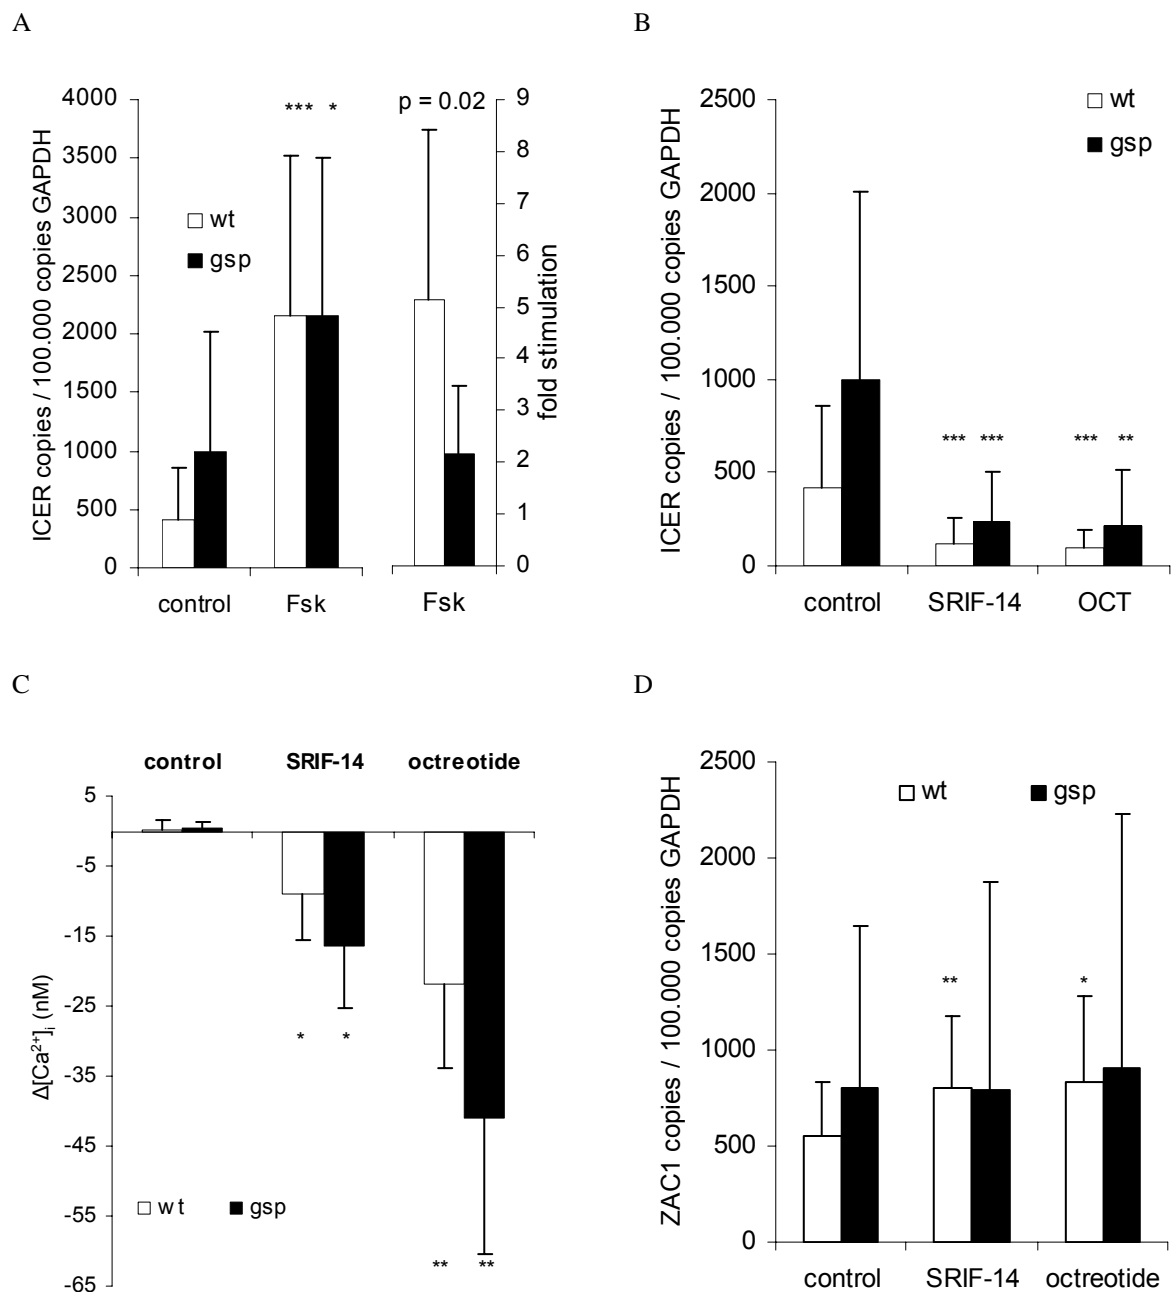 A
ICER copies / 100.000 copies GAPDH
4000
3500
3000
2500
2000
1500
1000
500
0
*** *
p = 0.02
wt
gsp
9
8
7
6
5
4
3
2
1
0
fold stimulation
control
Fsk
Fsk
B
ICER copies / 100.000 copies GAPDH
2500
2000
1500
1000
500
0
wt
gsp
*** ***
*** **
control
SRIF-14
OCT
C
control
SRIF-14
octreotide
Δ[Ca²⁺]ᵢ (nM)
5
-5
-15
-25
-35
-45
-55
-65
* *
** **
wt
gsp
D
ZAC1 copies / 100.000 copies GAPDH
2500
2000
1500
1000
500
0
wt
gsp
**
*
control
SRIF-14
octreotide